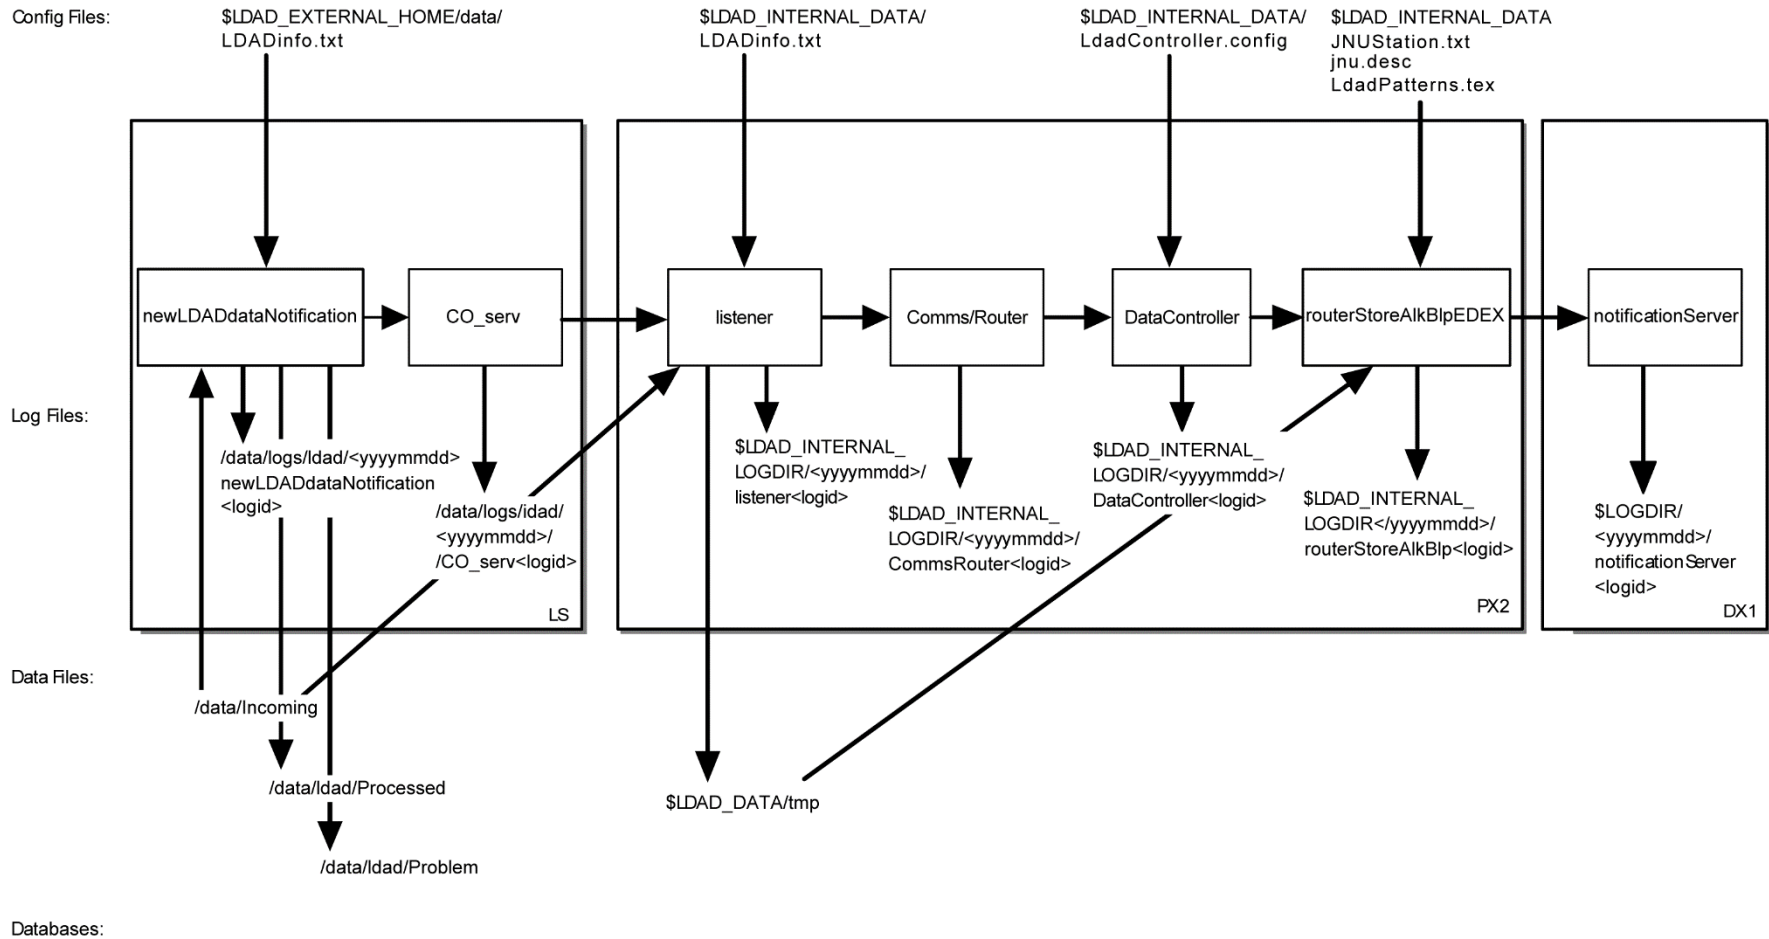 Config Files:
$LDAD_EXTERNAL_HOME/data/
LDADinfo.txt
$LDAD_INTERNAL_DATA/
LDADinfo.txt
$LDAD_INTERNAL_DATA/
LdadController.config
$LDAD_INTERNAL_DATA
JNUStation.txt
jnu.desc
LdadPatterns.tex
newLDADdataNotification
CO_serv
listener
Comms/Router
DataController
routerStoreAlkBlpEDEX
notificationServer
Log Files:
/data/logs/ldad/<yyyymmdd>
newLDADdataNotification
<logid>
/data/logs/idad/
<yyyymmdd>/
/CO_serv<logid>
$LDAD_INTERNAL_
LOGDIR/<yyyymmdd>/
listener<logid>
$LDAD_INTERNAL_
LOGDIR/<yyyymmdd>/
CommsRouter<logid>
$LDAD_INTERNAL_
LOGDIR/<yyyymmdd>/
DataController<logid>
$LDAD_INTERNAL_
LOGDIR</yyyymmdd>/
routerStoreAlkBlp<logid>
$LOGDIR/
<yyyymmdd>/
notificationServer
<logid>
LS
PX2
DX1
Data Files:
/data/Incoming
/data/ldad/Processed
$LDAD_DATA/tmp
/data/ldad/Problem
Databases: